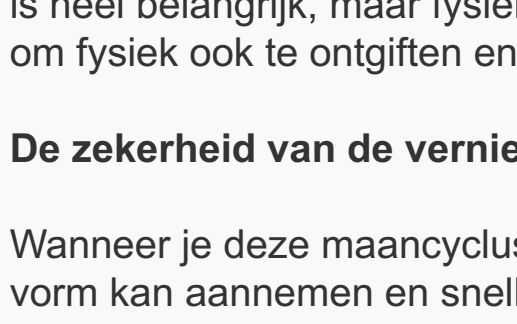 is heel belangrijk, maar fysiek
om fysiek ook te ontgiften en
De zekerheid van de vernie
Wanneer je deze maancyclus
vorm kan aannemen en snell